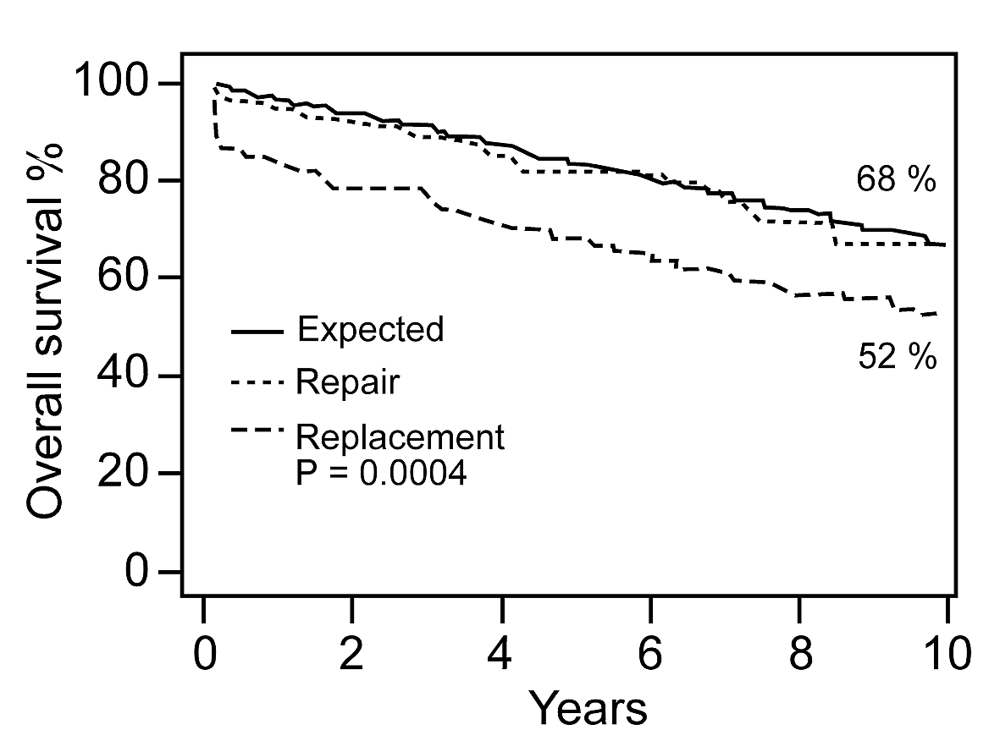 Overall survival %
100
80
60
40
20
0
68 %
52 %
Expected
Repair
Replacement
P = 0.0004
0 2 4 6 8 10
Years